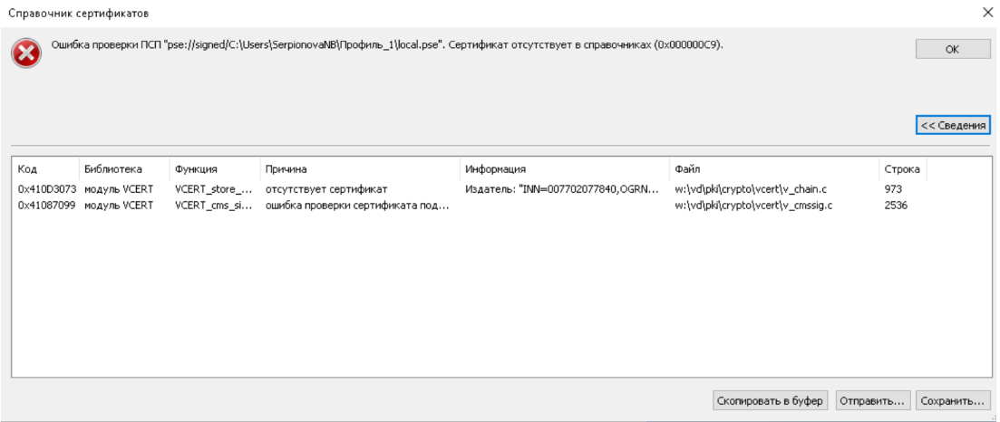 Справочник сертификатов
Ошибка проверки ПСП "pse://signed/C:\Users\SerpionovaNB\Профиль_1\local.pse". Сертификат отсутствует в справочниках (0x000000C9).
OK
<< Сведения
Код Библиотека Функция Причина Информация Файл Строка
0x410D3073 модуль VCERT VCERT_store_... отсутствует сертификат Издатель: "INN=007702077840,OGRN... w:\vd\pki\crypto\vcert\v_chain.c 973
0x41087099 модуль VCERT VCERT_cms_si... ошибка проверки сертификата под... w:\vd\pki\crypto\vcert\v_cmssig.c 2536
Скопировать в буфер Отправить... Сохранить...